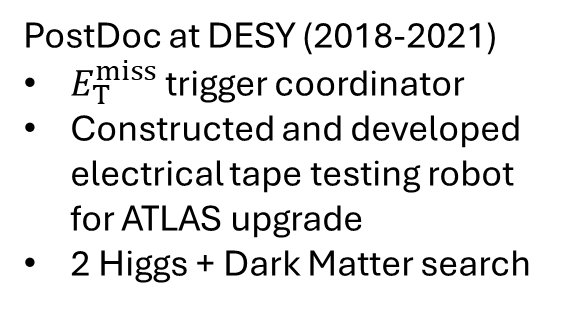 PostDoc at DESY (2018-2021)
• E_T^miss trigger coordinator
• Constructed and developed
electrical tape testing robot
for ATLAS upgrade
• 2 Higgs + Dark Matter search